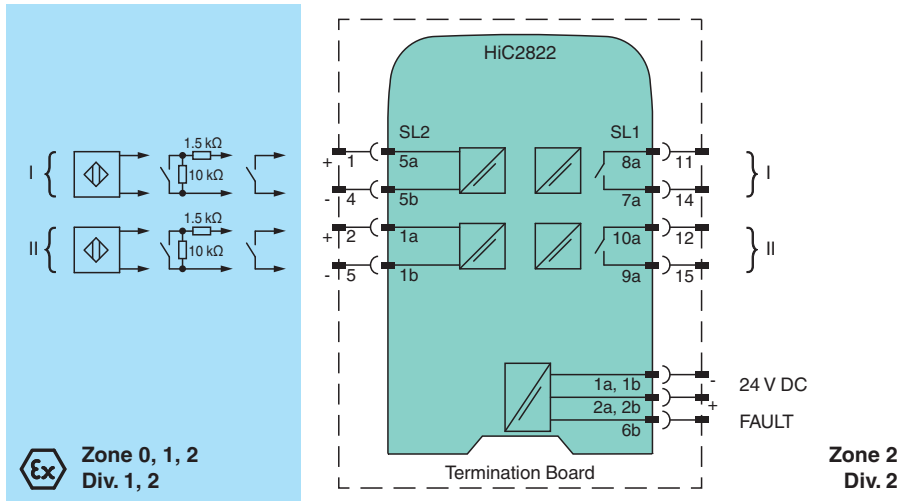 HiC2822
SL2
SL1
I
1.5 kΩ
10 kΩ
+ 1
5a
8a
11
I
- 4
5b
7a
14
II
1.5 kΩ
10 kΩ
+ 2
1a
10a
12
II
- 5
1b
9a
15
1a, 1b
-
24 V DC
2a, 2b
+
6b
FAULT
Ex
Zone 0, 1, 2
Div. 1, 2
Termination Board
Zone 2
Div. 2